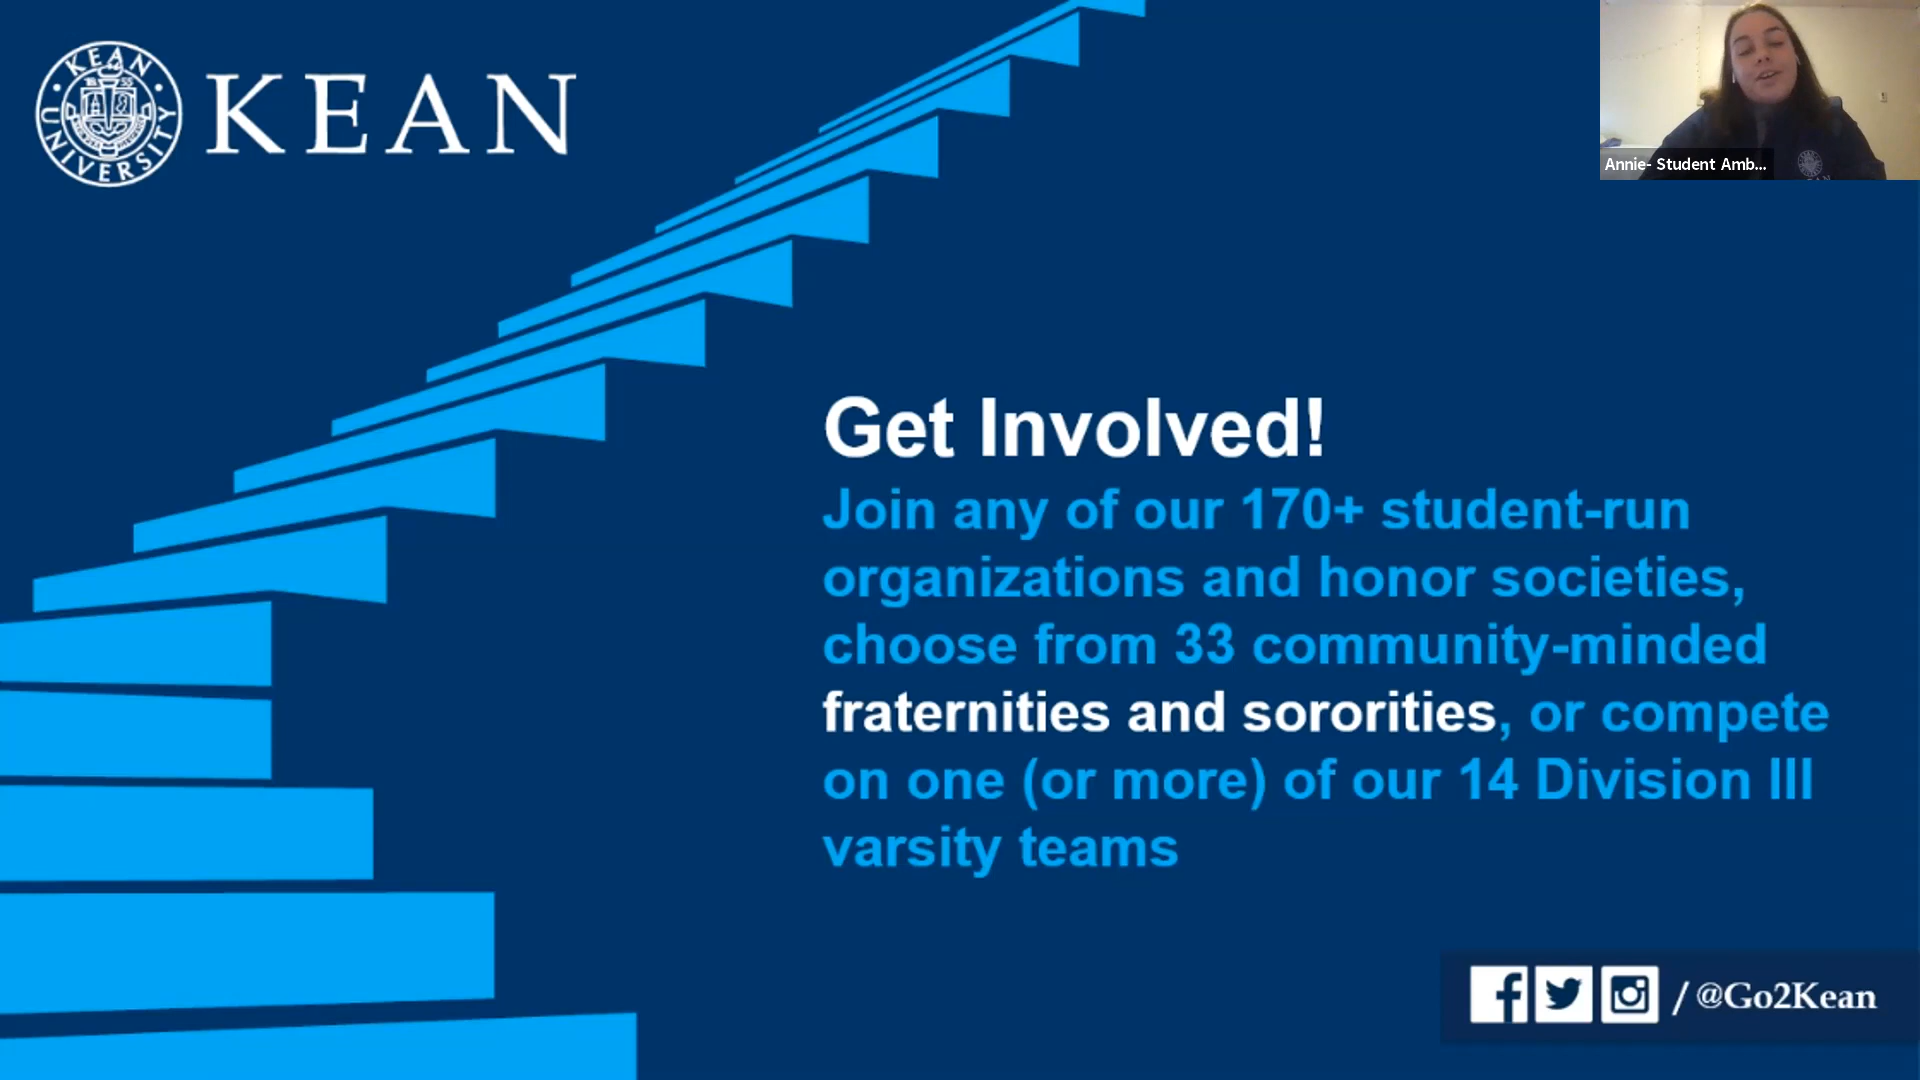 KEAN UNIVERSITY
1855
KEAN
Annie- Student Amb...
Get Involved!
Join any of our 170+ student-run
organizations and honor societies,
choose from 33 community-minded
fraternities and sororities, or compete
on one (or more) of our 14 Division III
varsity teams
/ @Go2Kean